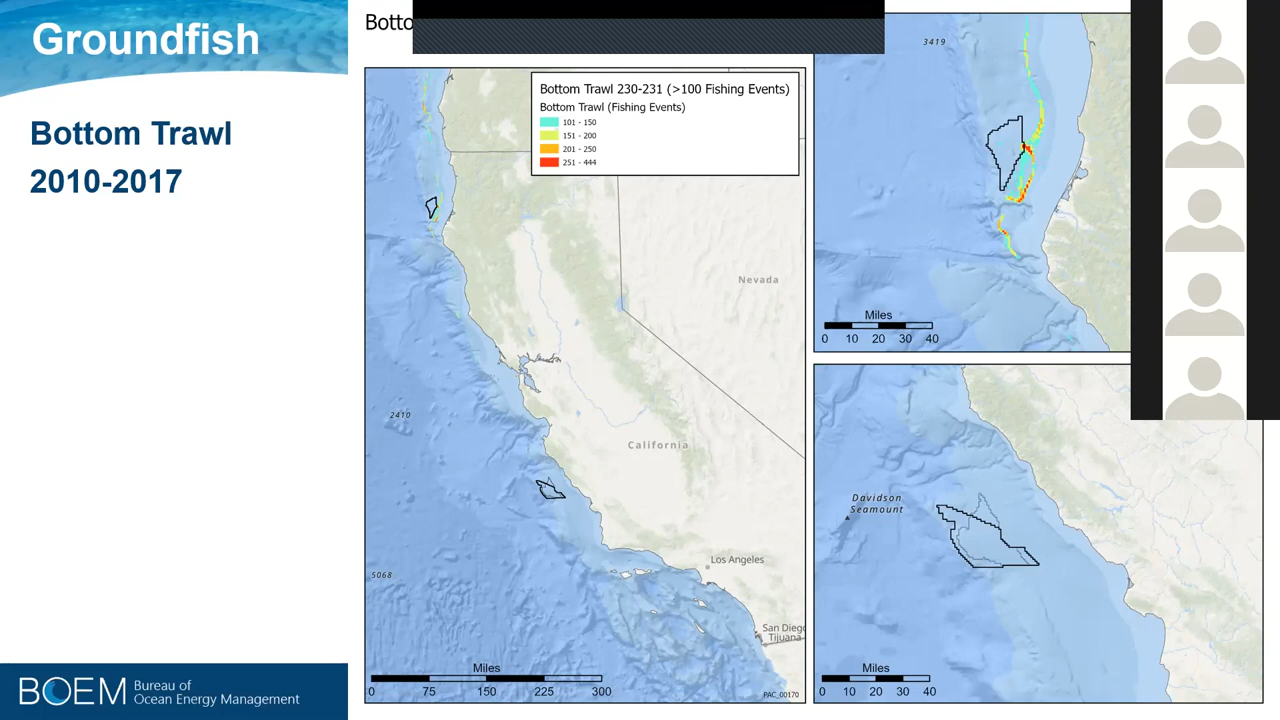 Groundfish
Bottom Trawl
2010-2017
BOEM
Bureau of
Ocean Energy Management
Bottom Trawl 230-231 (>100 Fishing Events)
Bottom Trawl (Fishing Events)
101 - 150
151 - 200
201 - 250
251 - 444
Nevada
2410
California
5068
Los Angeles
San Diego
Tijuana
Miles
0 75 150 225 300
PAC_00170
3419
Miles
0 10 20 30 40
Davidson
Seamount
Miles
0 10 20 30 40